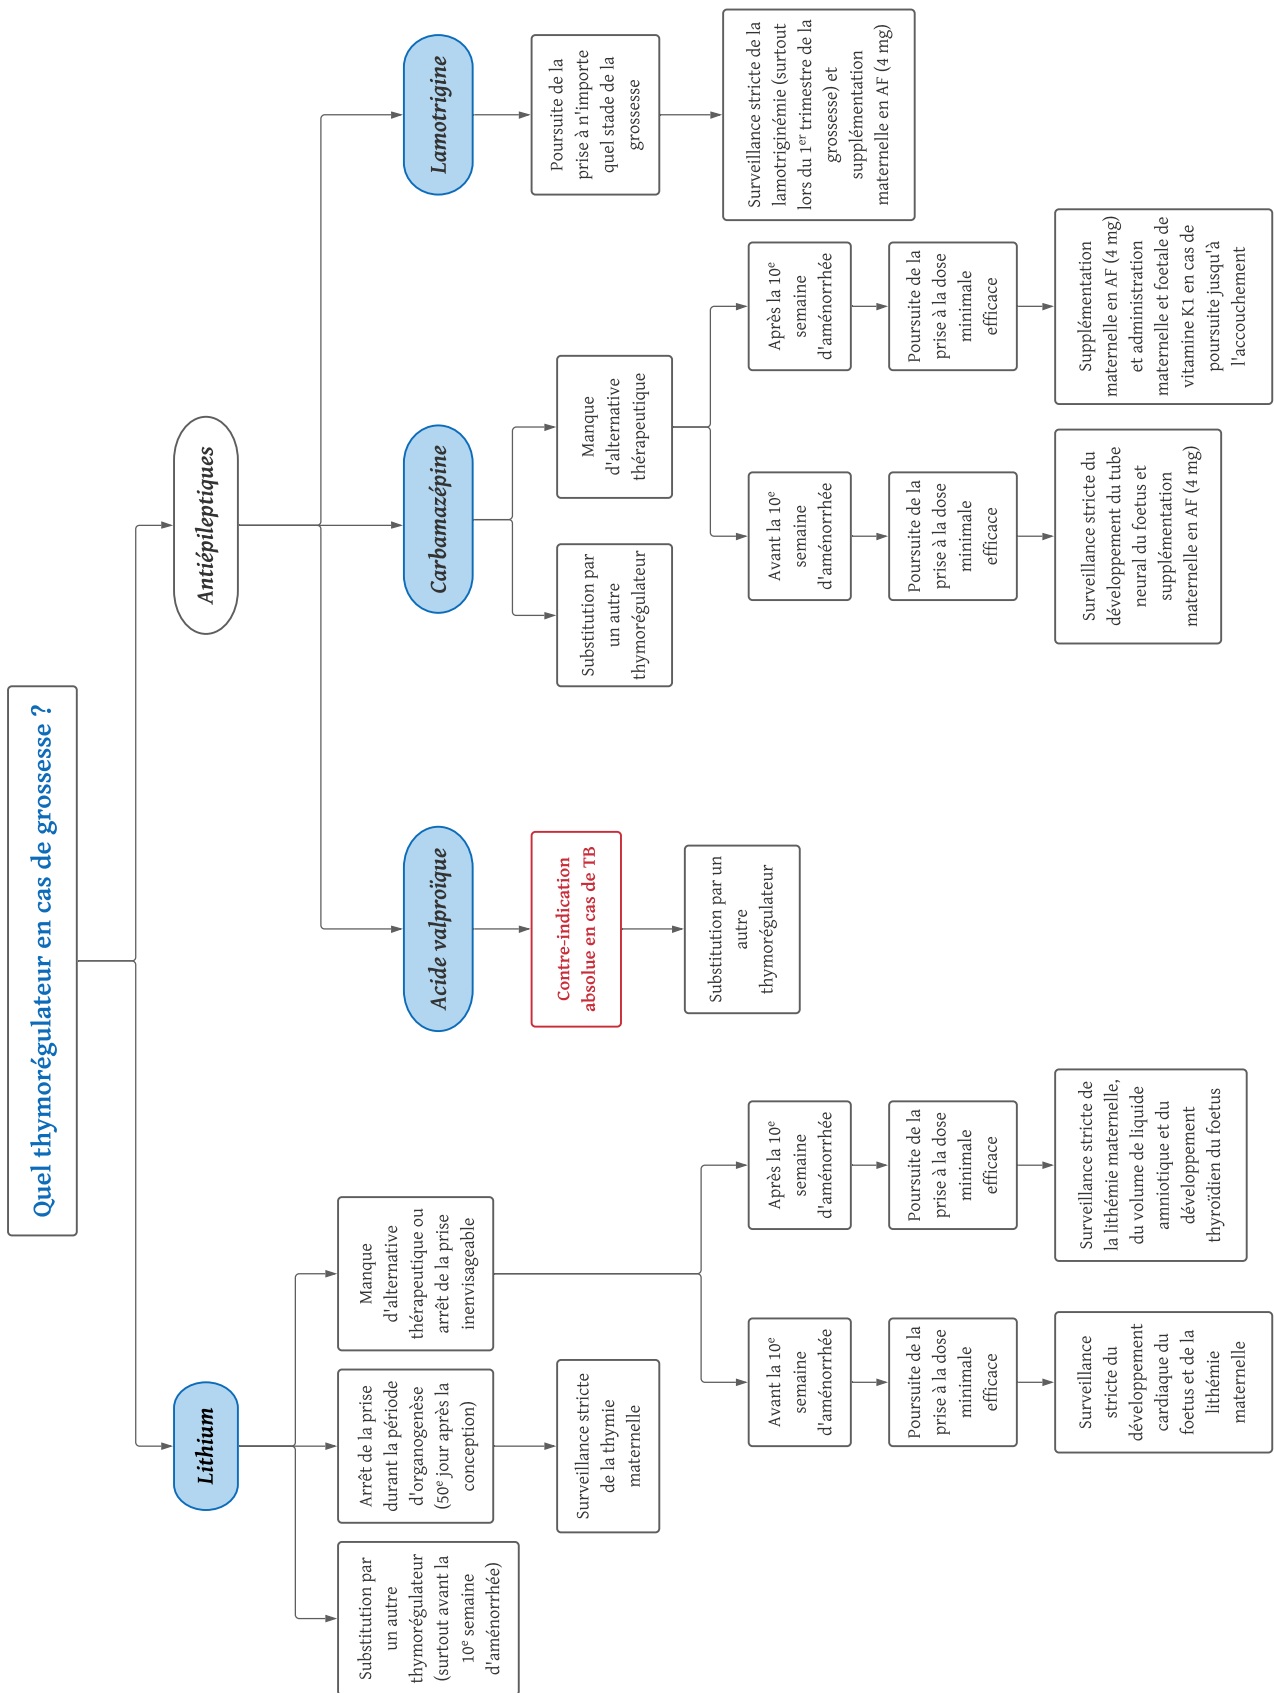 Quel thymorégulateur en cas de grossesse ?
Lithium
Substitution par
un autre
thymorégulateur
(surtout avant la
10ᵉ semaine
d'aménorrhée)
Arrêt de la prise
durant la période
d'organogenèse
(50ᵉ jour après la
conception)
Surveillance stricte
de la thymie
maternelle
Manque
d'alternative
thérapeutique ou
arrêt de la prise
inenvisageable
Avant la 10ᵉ
semaine
d'aménorrhée
Poursuite de la
prise à la dose
minimale
efficace
Surveillance
stricte du
développement
cardiaque du
foetus et de la
lithémie
maternelle
Après la 10ᵉ
semaine
d'aménorrhée
Poursuite de la
prise à la dose
minimale
efficace
Surveillance stricte de
la lithémie maternelle,
du volume de liquide
amniotique et du
développement
thyroïdien du foetus
Antiépileptiques
Acide valproïque
Contre-indication
absolue en cas de TB
Substitution par un
autre
thymorégulateur
Carbamazépine
Substitution par
un autre
thymorégulateur
Manque
d'alternative
thérapeutique
Avant la 10ᵉ
semaine
d'aménorrhée
Poursuite de la
prise à la dose
minimale
efficace
Surveillance stricte du
développement du tube
neural du foetus et
supplémentation
maternelle en AF (4 mg)
Après la 10ᵉ
semaine
d'aménorrhée
Poursuite de la
prise à la dose
minimale
efficace
Supplémentation
maternelle en AF (4 mg)
et administration
maternelle et foetale de
vitamine K1 en cas de
poursuite jusqu'à
l'accouchement
Lamotrigine
Poursuite de la
prise à n'importe
quel stade de la
grossesse
Surveillance stricte de la
lamotriginémie (surtout
lors du 1ᵉʳ trimestre de la
grossesse) et
supplémentation
maternelle en AF (4 mg)